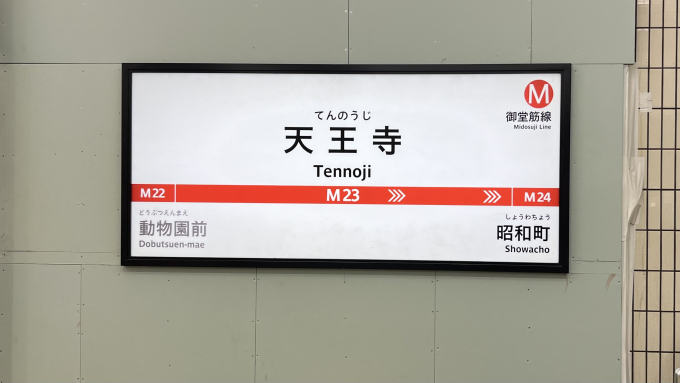 M
御堂筋線
Midosuji Line
てんのうじ
天王寺
Tennoji
M22 M23 M24
どうぶつえんまえ
動物園前
Dobutsuen-mae
しょうわちょう
昭和町
Showacho